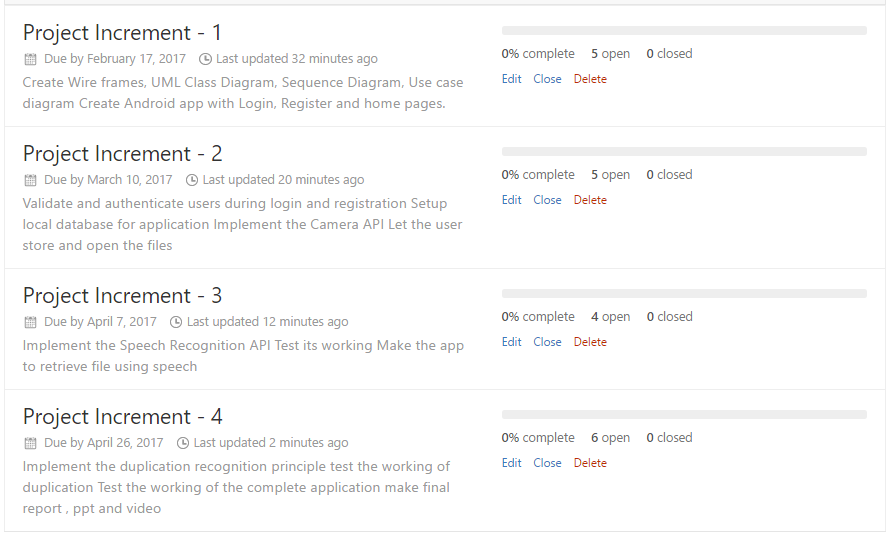 Project Increment - 1
Due by February 17, 2017 Last updated 32 minutes ago
Create Wire frames, UML Class Diagram, Sequence Diagram, Use case
diagram Create Android app with Login, Register and home pages.
0% complete 5 open 0 closed
Edit Close Delete
Project Increment - 2
Due by March 10, 2017 Last updated 20 minutes ago
Validate and authenticate users during login and registration Setup
local database for application Implement the Camera API Let the user
store and open the files
0% complete 5 open 0 closed
Edit Close Delete
Project Increment - 3
Due by April 7, 2017 Last updated 12 minutes ago
Implement the Speech Recognition API Test its working Make the app
to retrieve file using speech
0% complete 4 open 0 closed
Edit Close Delete
Project Increment - 4
Due by April 26, 2017 Last updated 2 minutes ago
Implement the duplication recognition principle test the working of
duplication Test the working of the complete application make final
report , ppt and video
0% complete 6 open 0 closed
Edit Close Delete